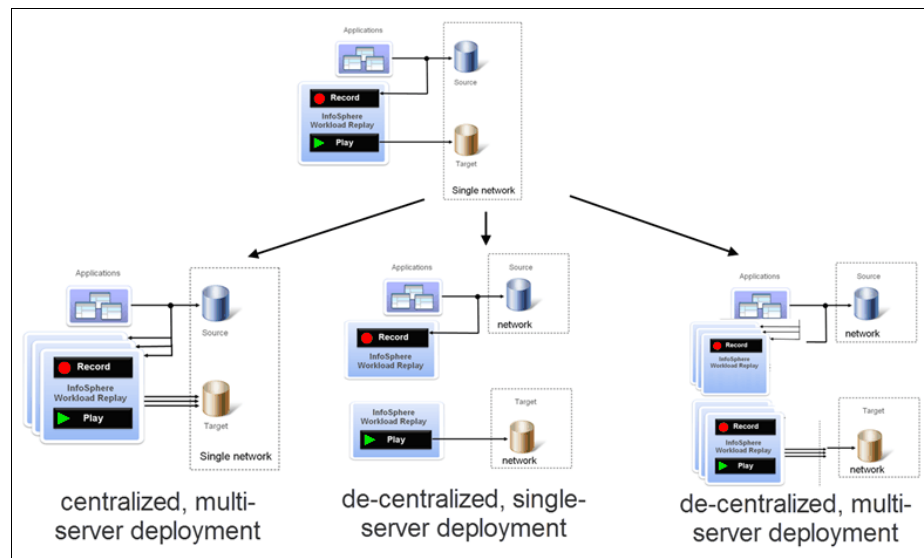 Applications
Source
Record
InfoSphere
Workload Replay
Play
Target
Single network
Applications
Source
Record
InfoSphere
Workload Replay
Play
Target
Single network
centralized, multi-
server deployment
Applications
Source
network
Record
InfoSphere
Workload Replay
InfoSphere
Workload Replay
Play
Target
network
de-centralized, single-
server deployment
Applications
Source
network
Record
InfoSphere
Workload Replay
Record
InfoSphere
Workload Replay
Play
Target
network
de-centralized, multi-
server deployment